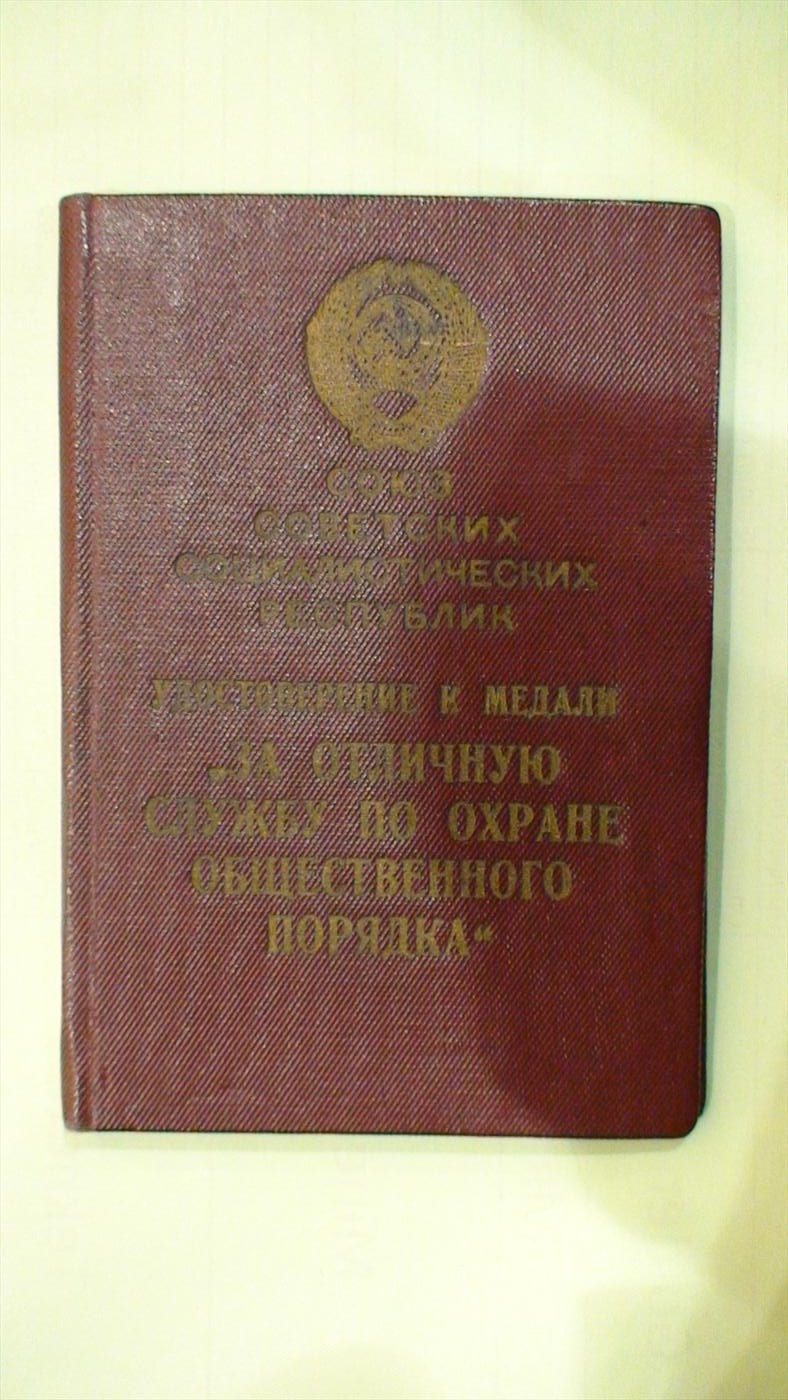 СОЮЗ
СОВЕТСКИХ
СОЦИАЛИСТИЧЕСКИХ
РЕСПУБЛИК
УДОСТОВЕРЕНИЕ К МЕДАЛИ
„ЗА ОТЛИЧНУЮ
СЛУЖБУ ПО ОХРАНЕ
ОБЩЕСТВЕННОГО
ПОРЯДКА“